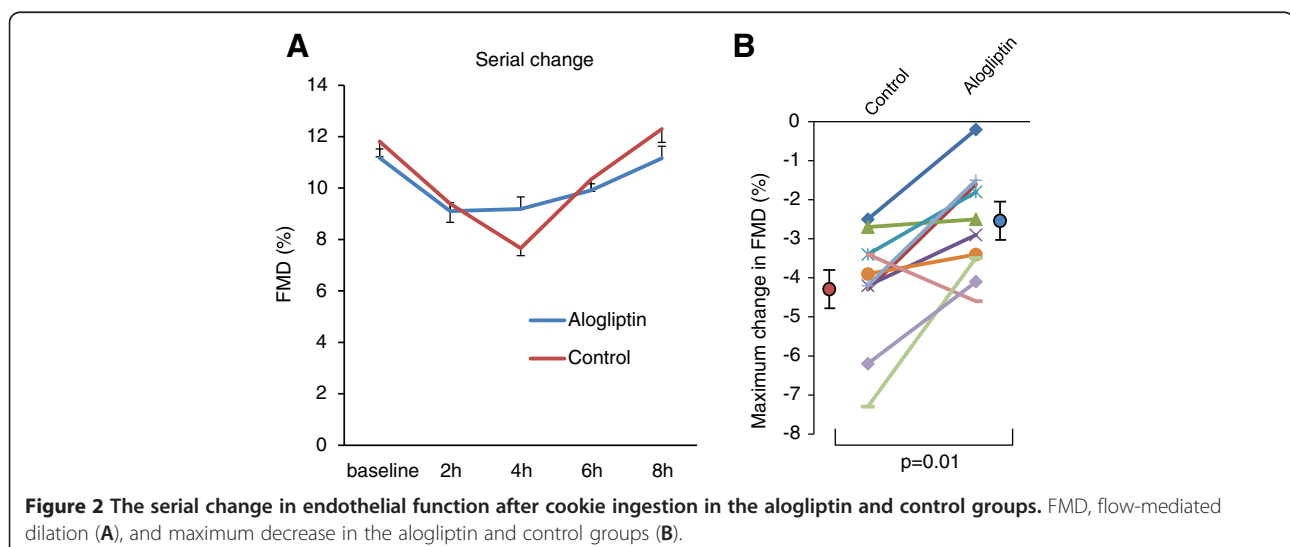 A
Serial change
14
12
10
8
6
4
2
0
FMD (%)
Alogliptin
Control
baseline 2h 4h 6h 8h
B
Control
Alogliptin
0
-1
-2
-3
-4
-5
-6
-7
-8
Maximum change in FMD (%)
p=0.01
Figure 2 The serial change in endothelial function after cookie ingestion in the alogliptin and control groups. FMD, flow-mediated
dilation (A), and maximum decrease in the alogliptin and control groups (B).